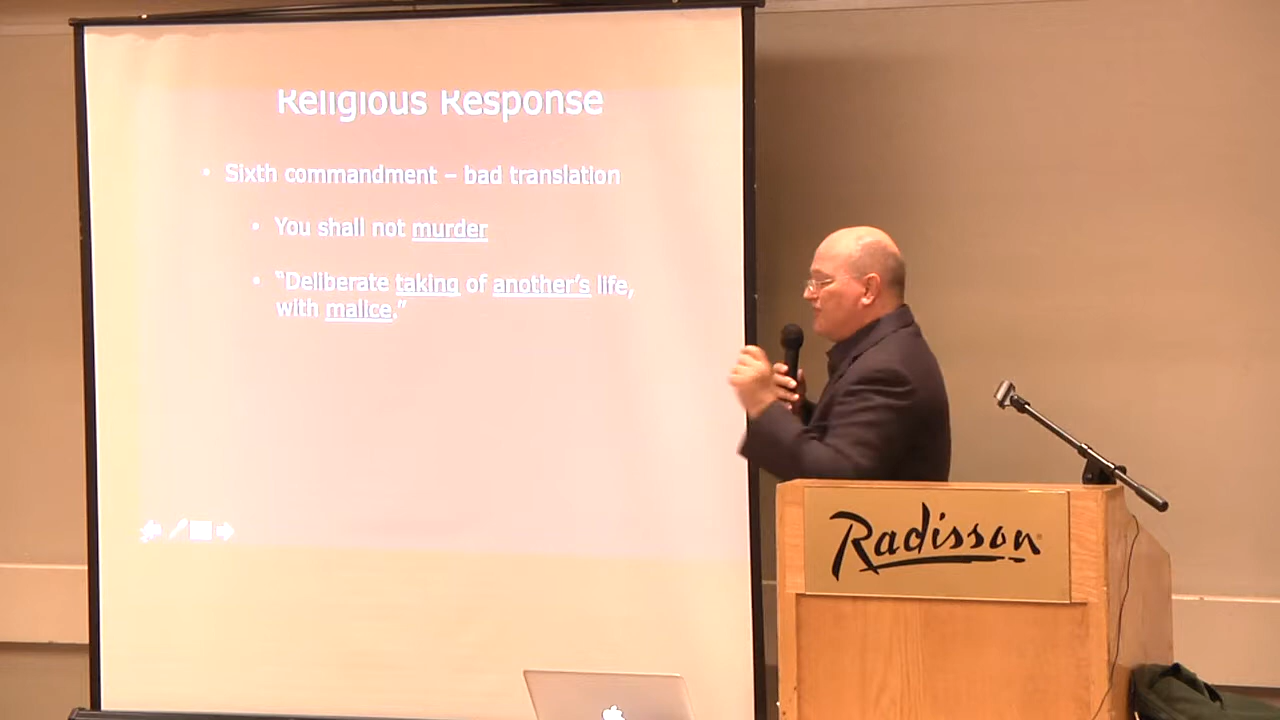 Religious Response
• Sixth commandment – bad translation
• You shall not murder
• “Deliberate taking of another’s life,
with malice.”
Radisson